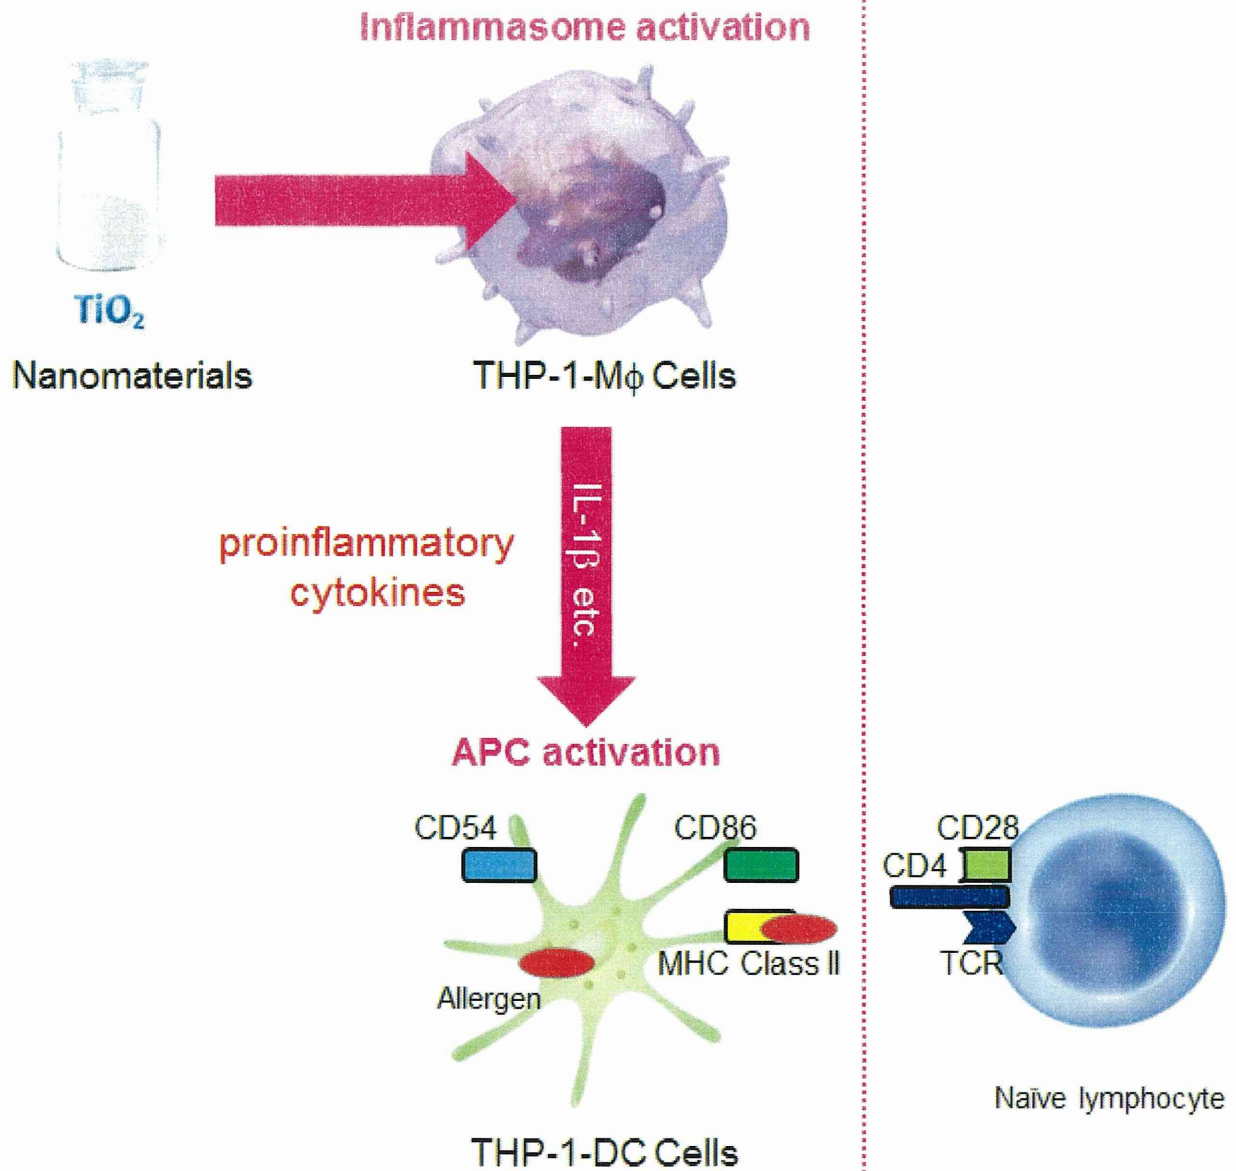 Inflammasome activation
TiO₂
Nanomaterials
THP-1-Mϕ Cells
IL-1β etc.
proinflammatory
cytokines
APC activation
CD54
CD86
CD28
CD4
MHC Class II
TCR
Allergen
Naïve lymphocyte
THP-1-DC Cells